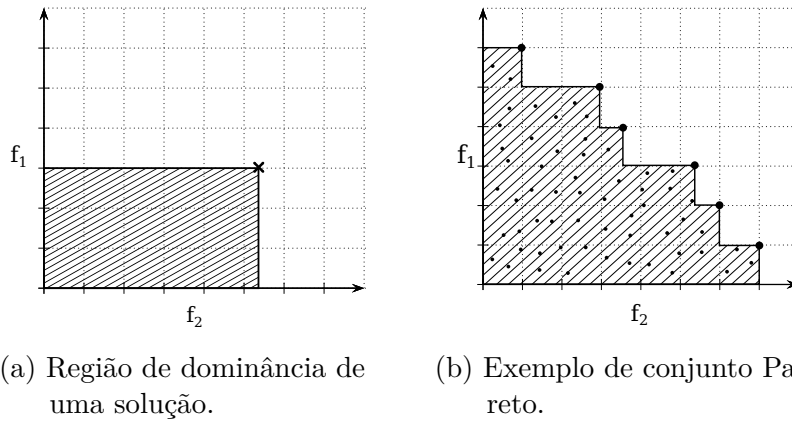 f1
f2
f1
f2
(a) Região de dominância de
uma solução.
(b) Exemplo de conjunto Pa
reto.